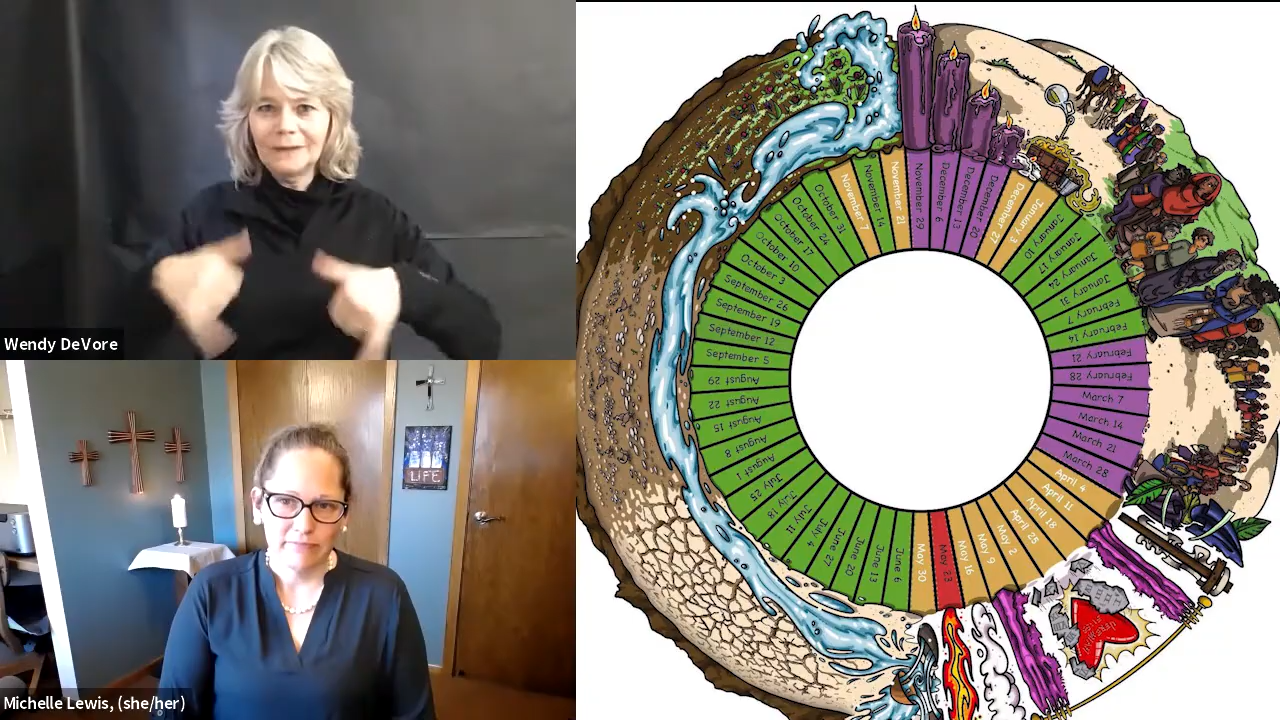 Wendy DeVore
Michelle Lewis, (she/her)
LIFE
November 29
December 6
December 13
December 20
December 27
January 3
January 10
January 17
January 24
January 31
February 7
February 14
February 21
February 28
March 7
March 14
March 21
March 28
April 4
April 11
April 18
April 25
May 2
May 9
May 16
May 23
May 30
June 6
June 13
June 20
June 27
July 4
July 11
July 18
July 25
August 1
August 8
August 15
August 22
August 29
September 5
September 12
September 19
September 26
October 3
October 10
October 17
October 24
October 31
November 7
November 14
November 21